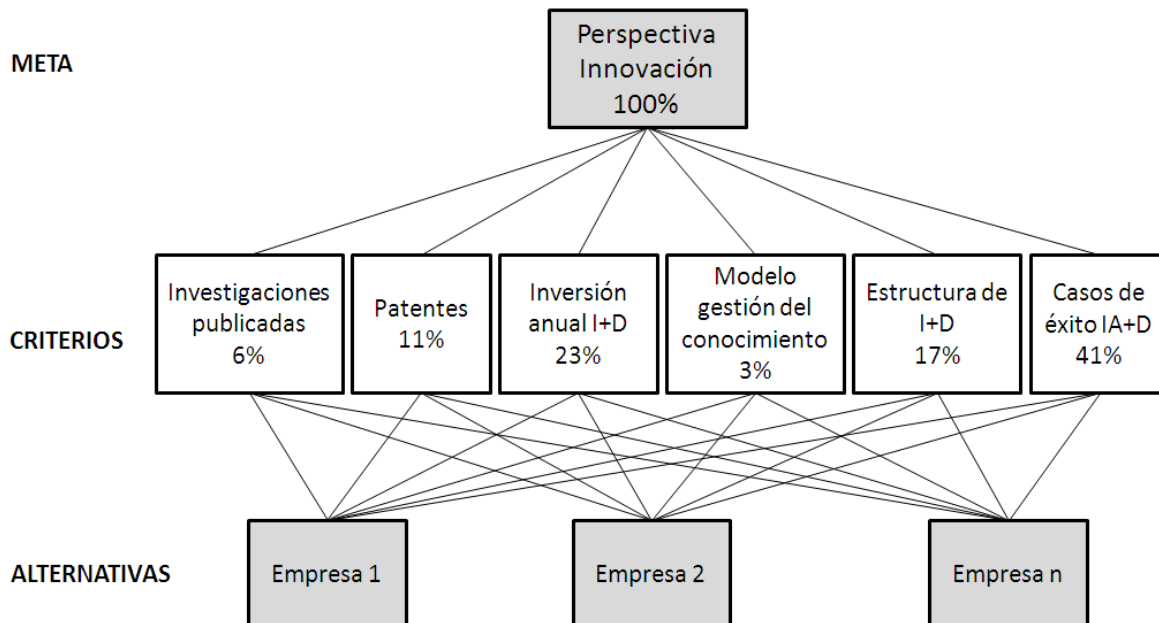 META
Perspectiva
Innovación
100%
CRITERIOS
Investigaciones
publicadas
6%
Patentes
11%
Inversión
anual I+D
23%
Modelo
gestión del
conocimiento
3%
Estructura de
I+D
17%
Casos de
éxito IA+D
41%
ALTERNATIVAS
Empresa 1
Empresa 2
Empresa n